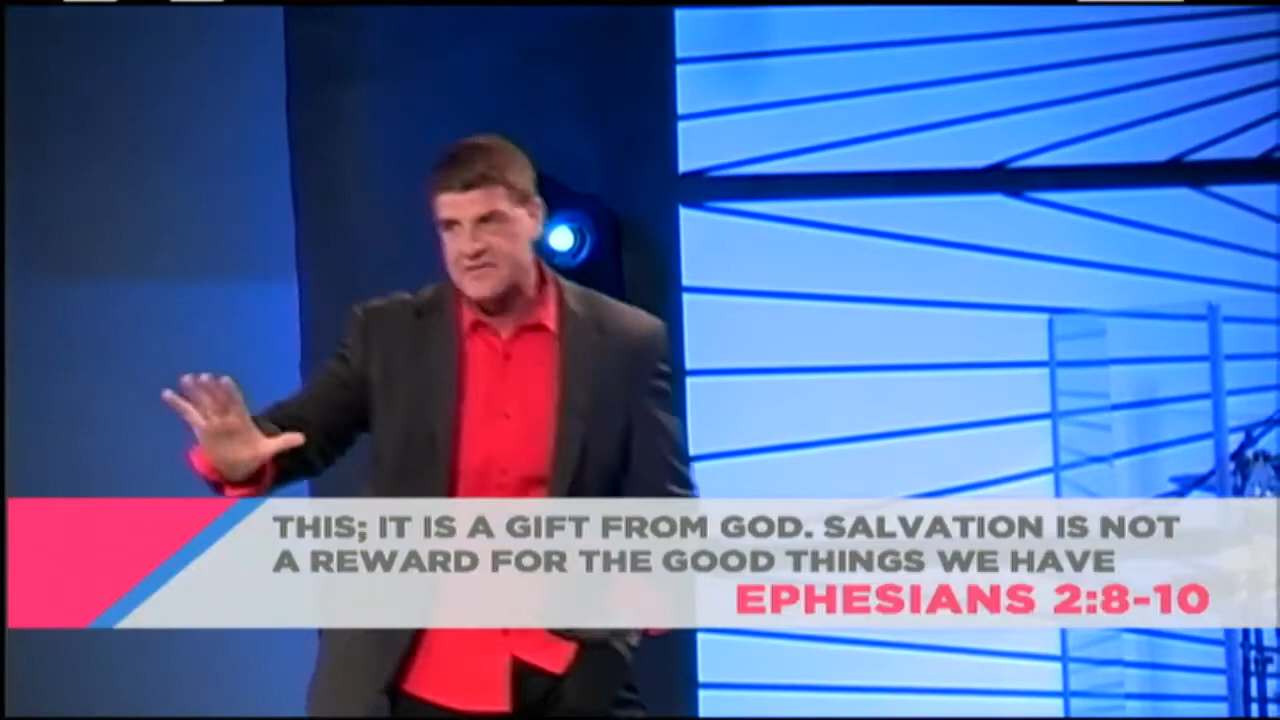 THIS; IT IS A GIFT FROM GOD. SALVATION IS NOT
A REWARD FOR THE GOOD THINGS WE HAVE
EPHESIANS 2:8-10